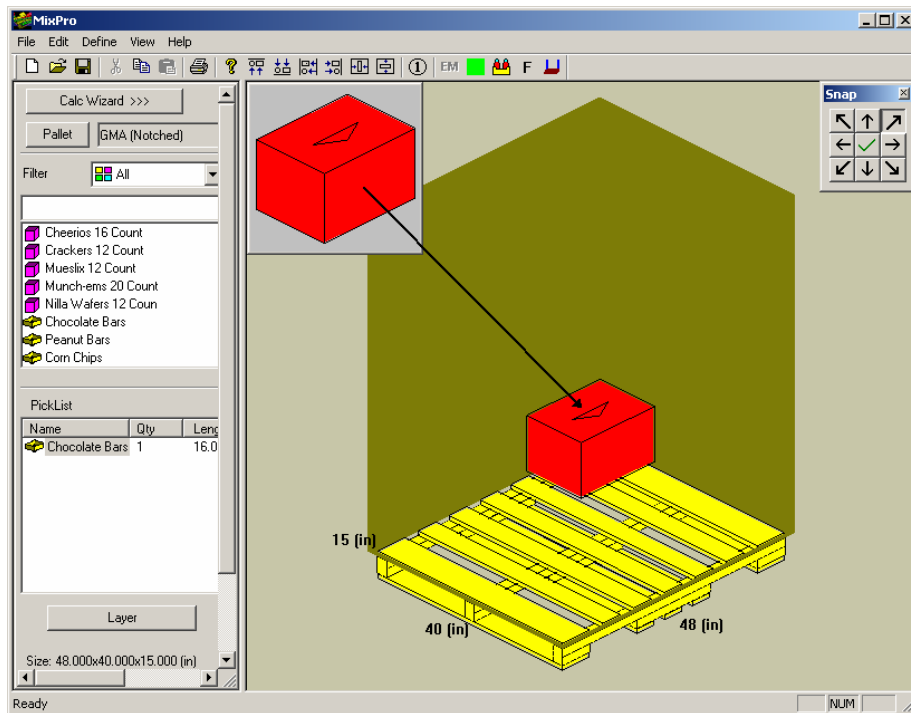 MixPro
File Edit Define View Help
EM F
Calc Wizard >>>
Pallet GMA (Notched)
Filter All
Cheerios 16 Count
Crackers 12 Count
Mueslix 12 Count
Munch-ems 20 Count
Nilla Wafers 12 Coun
Chocolate Bars
Peanut Bars
Corn Chips
PickList
Name Qty Leng
Chocolate Bars 1 16.0
Layer
Size: 48.000x40.000x15.000 (in)
Snap
15 (in)
40 (in)
48 (in)
Ready NUM